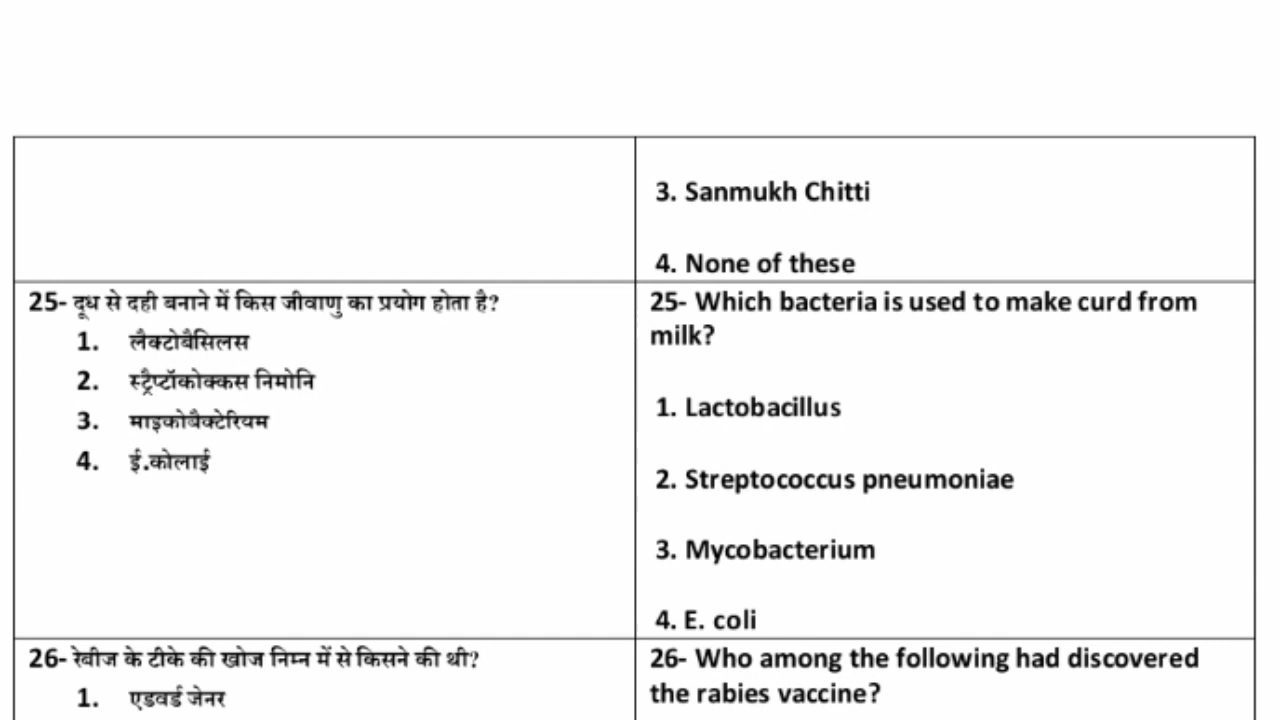 3. Sanmukh Chitti
4. None of these
25- दूध से दही बनाने में किस जीवाणु का प्रयोग होता है?
1. लैक्टोबैसिलस
2. स्ट्रैप्टॉकोक्कस निमोनि
3. माइकोबैक्टेरियम
4. ई.कोलाई
25- Which bacteria is used to make curd from
milk?
1. Lactobacillus
2. Streptococcus pneumoniae
3. Mycobacterium
4. E. coli
26- रेबीज के टीके की खोज निम्न में से किसने की थी?
1. एडवर्ड जेनर
26- Who among the following had discovered
the rabies vaccine?